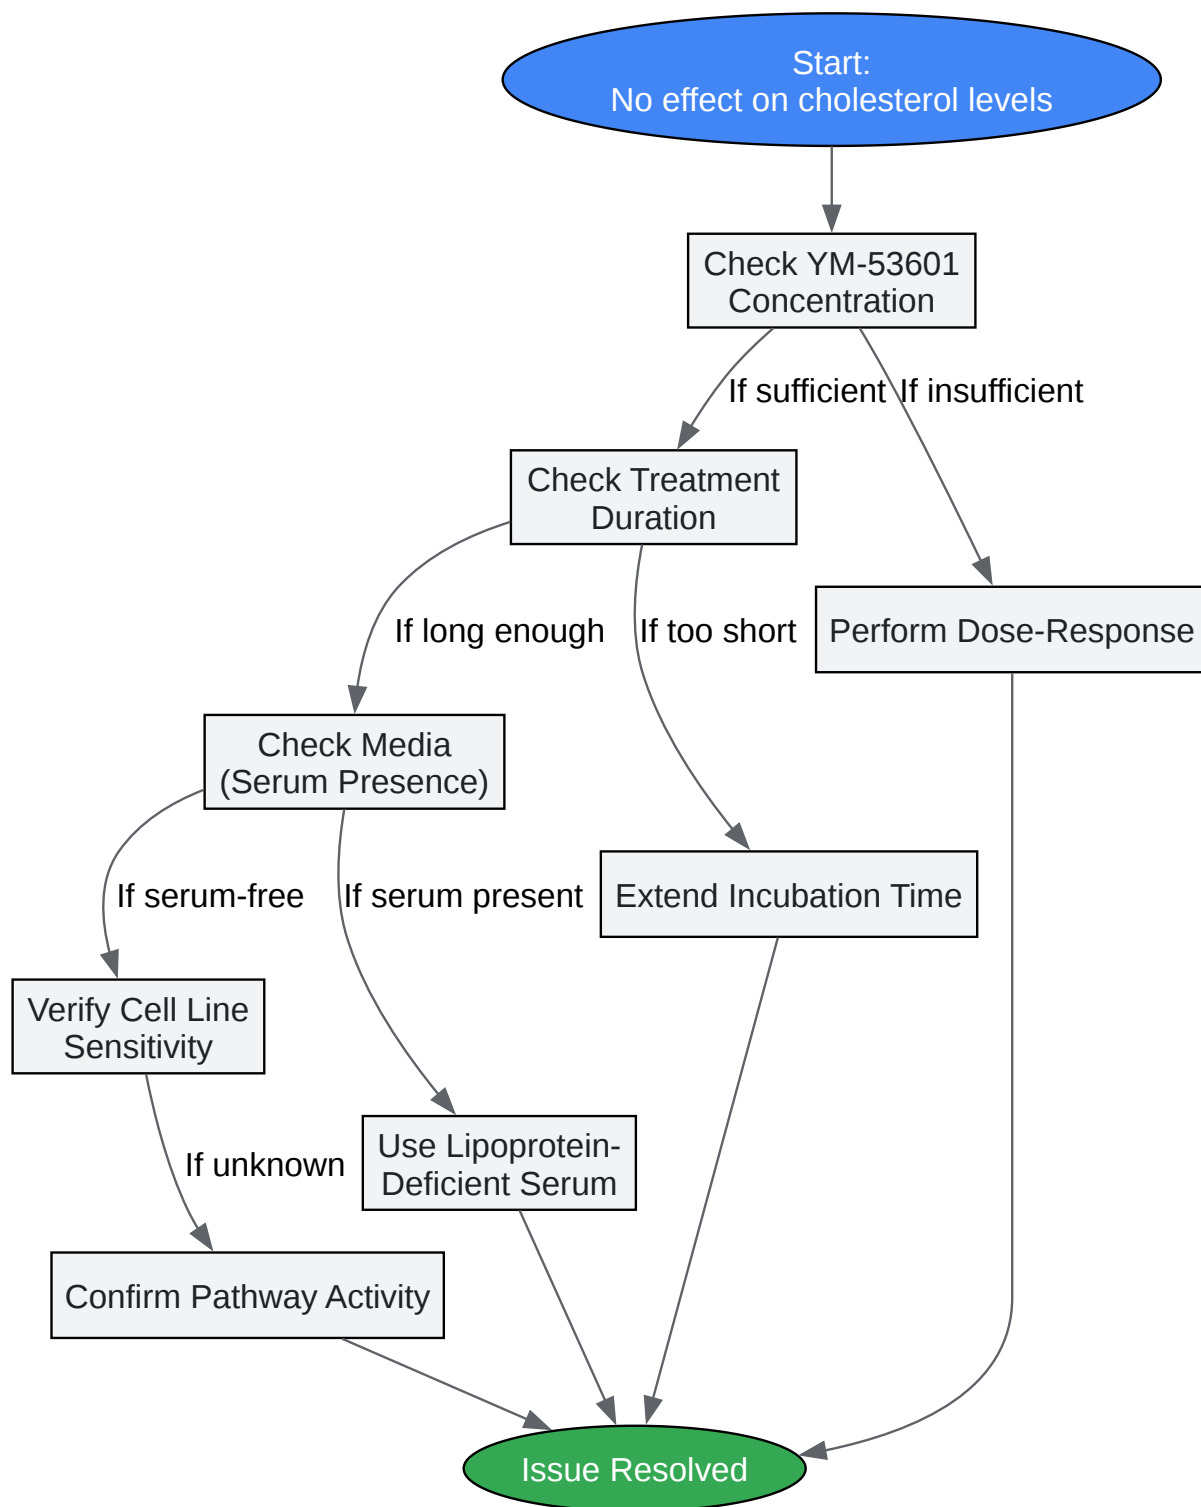 Start:
No effect on cholesterol levels
Check YM-53601
Concentration
If sufficient
If insufficient
Check Treatment
Duration
If long enough
If too short
Perform Dose-Response
Check Media
(Serum Presence)
If serum-free
If serum present
Extend Incubation Time
Verify Cell Line
Sensitivity
If unknown
Use Lipoprotein-
Deficient Serum
Confirm Pathway Activity
Issue Resolved